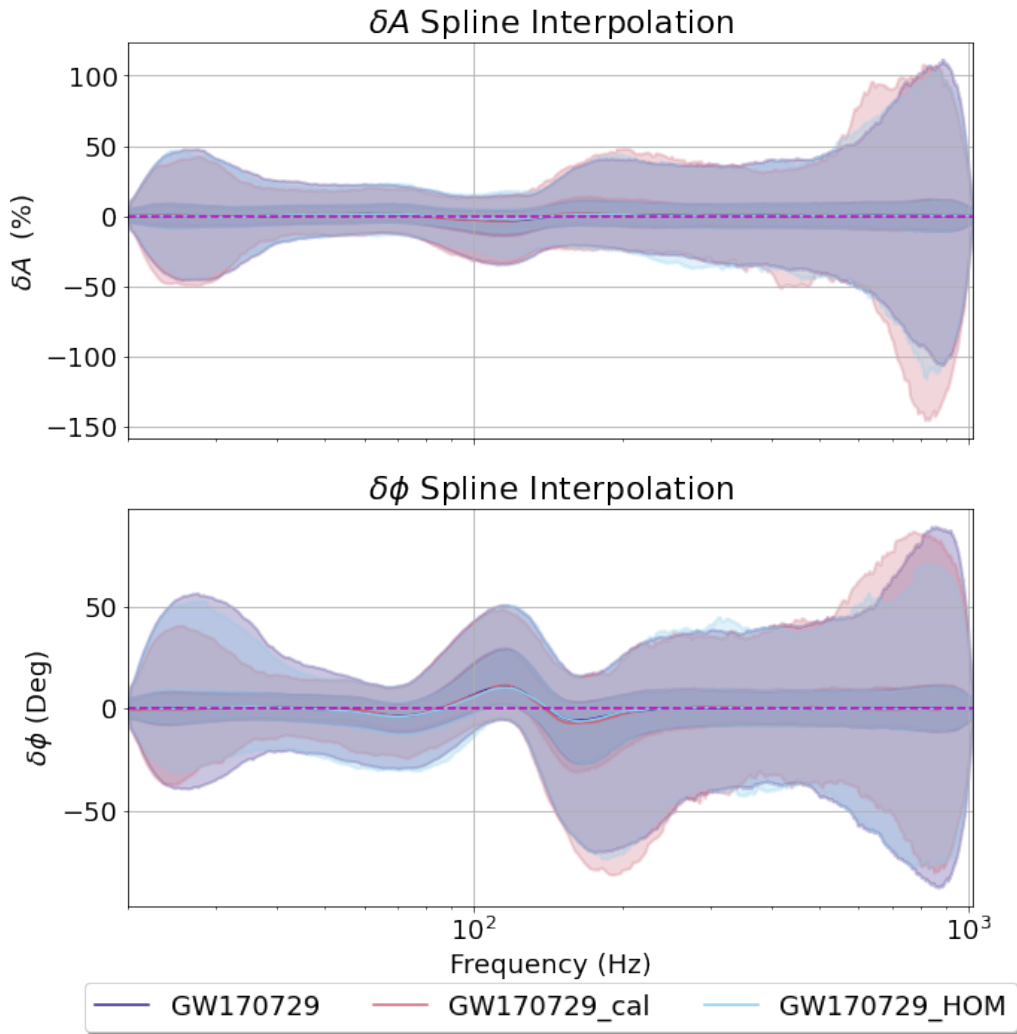 δA Spline Interpolation
100
50
0
−50
−100
−150
δA (%)
δϕ Spline Interpolation
50
0
−50
δϕ (Deg)
10² 10³
Frequency (Hz)
GW170729 GW170729_cal GW170729_HOM